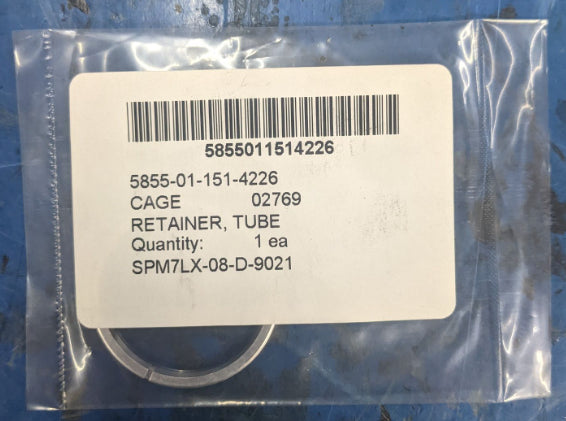 5855011514226
5855-01-151-4226
CAGE 02769
RETAINER, TUBE
Quantity: 1 ea
SPM7LX-08-D-9021